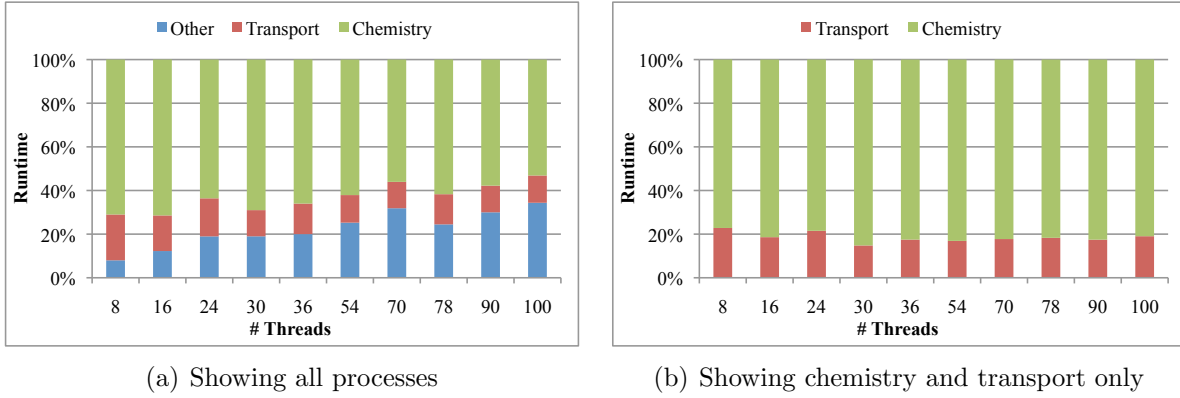 Other Transport Chemistry
100%
80%
60%
40%
20%
0%
Runtime
8 16 24 30 36 54 70 78 90 100
# Threads
(a) Showing all processes
Transport Chemistry
100%
80%
60%
40%
20%
0%
Runtime
8 16 24 30 36 54 70 78 90 100
# Threads
(b) Showing chemistry and transport only